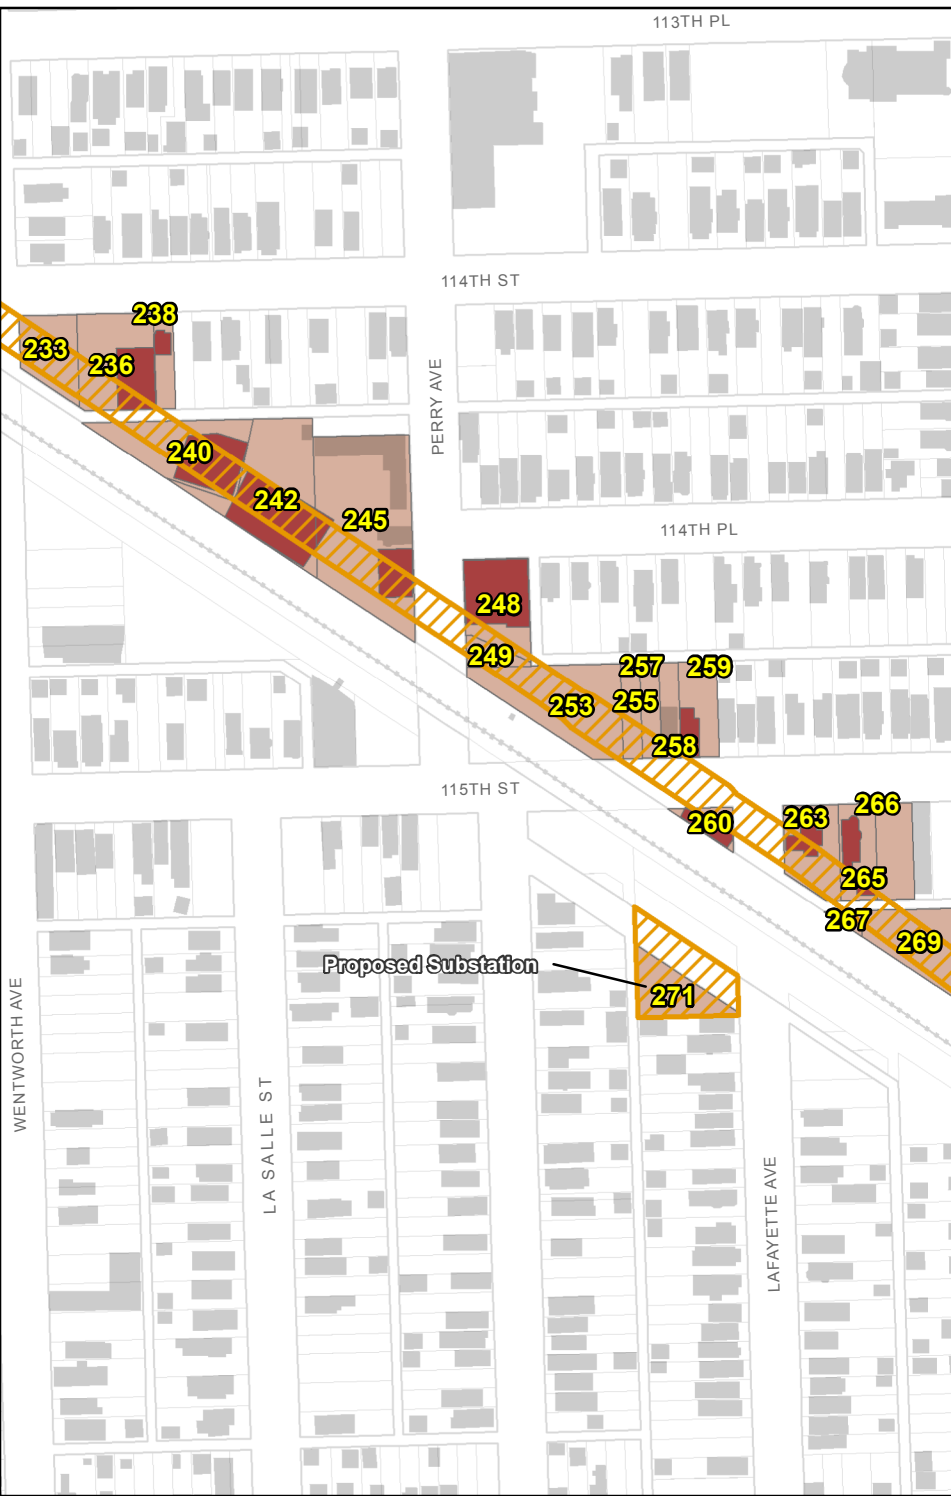 113TH PL
114TH ST
238
233
236
PERRY AVE
240
242
245
114TH PL
248
249
257
259
255
253
258
115TH ST
260
263
266
265
267
269
Proposed Substation
271
WENTWORTH AVE
LA SALLE ST
LAFAYETTE AVE